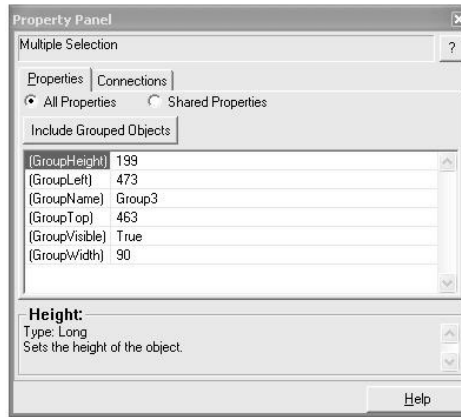 Property Panel
Multiple Selection
?
Properties Connections
All Properties Shared Properties
Include Grouped Objects
(GroupHeight) 199
(GroupLeft) 473
(GroupName) Group3
(GroupTop) 463
(GroupVisible) True
(GroupWidth) 90
Height:
Type: Long
Sets the height of the object.
Help